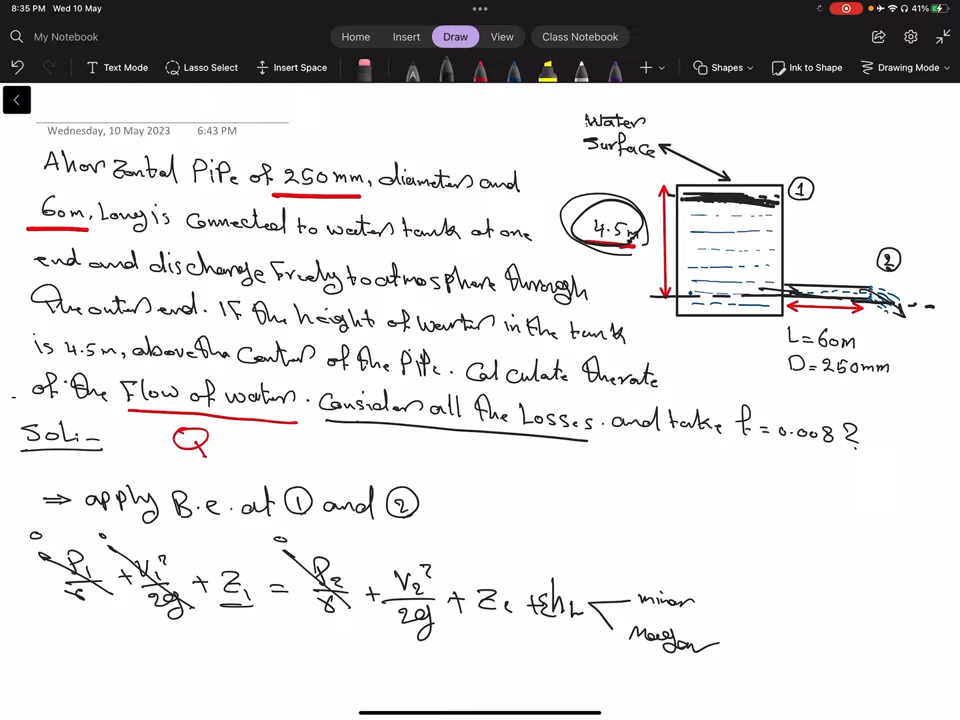 8:35 PM Wed 10 May
41%
My Notebook
Home Insert Draw View Class Notebook
Text Mode Lasso Select Insert Space Shapes Ink to Shape Drawing Mode
Wednesday, 10 May 2023 6:43 PM
A horizontal PiPe of 250mm, diameter and
60m, Long is connected to water tank at one
end and discharge Freely to atmosphere through
the outer end. If the height of water in the tank
is 4.5m, above the Center of the PiPe. Calculate the rate
of the Flow of water. Consider all the Losses. and take f=0.008?
Water
Surface
1
4.5m
2
L=60m
D=250mm
Sol:-
Q
⇒ apply B.e. at 1 and 2
0 0 0
P1/γ + V1²/2g + Z1 = P2/γ + V2²/2g + Z2 + ΣhL
minor
Major